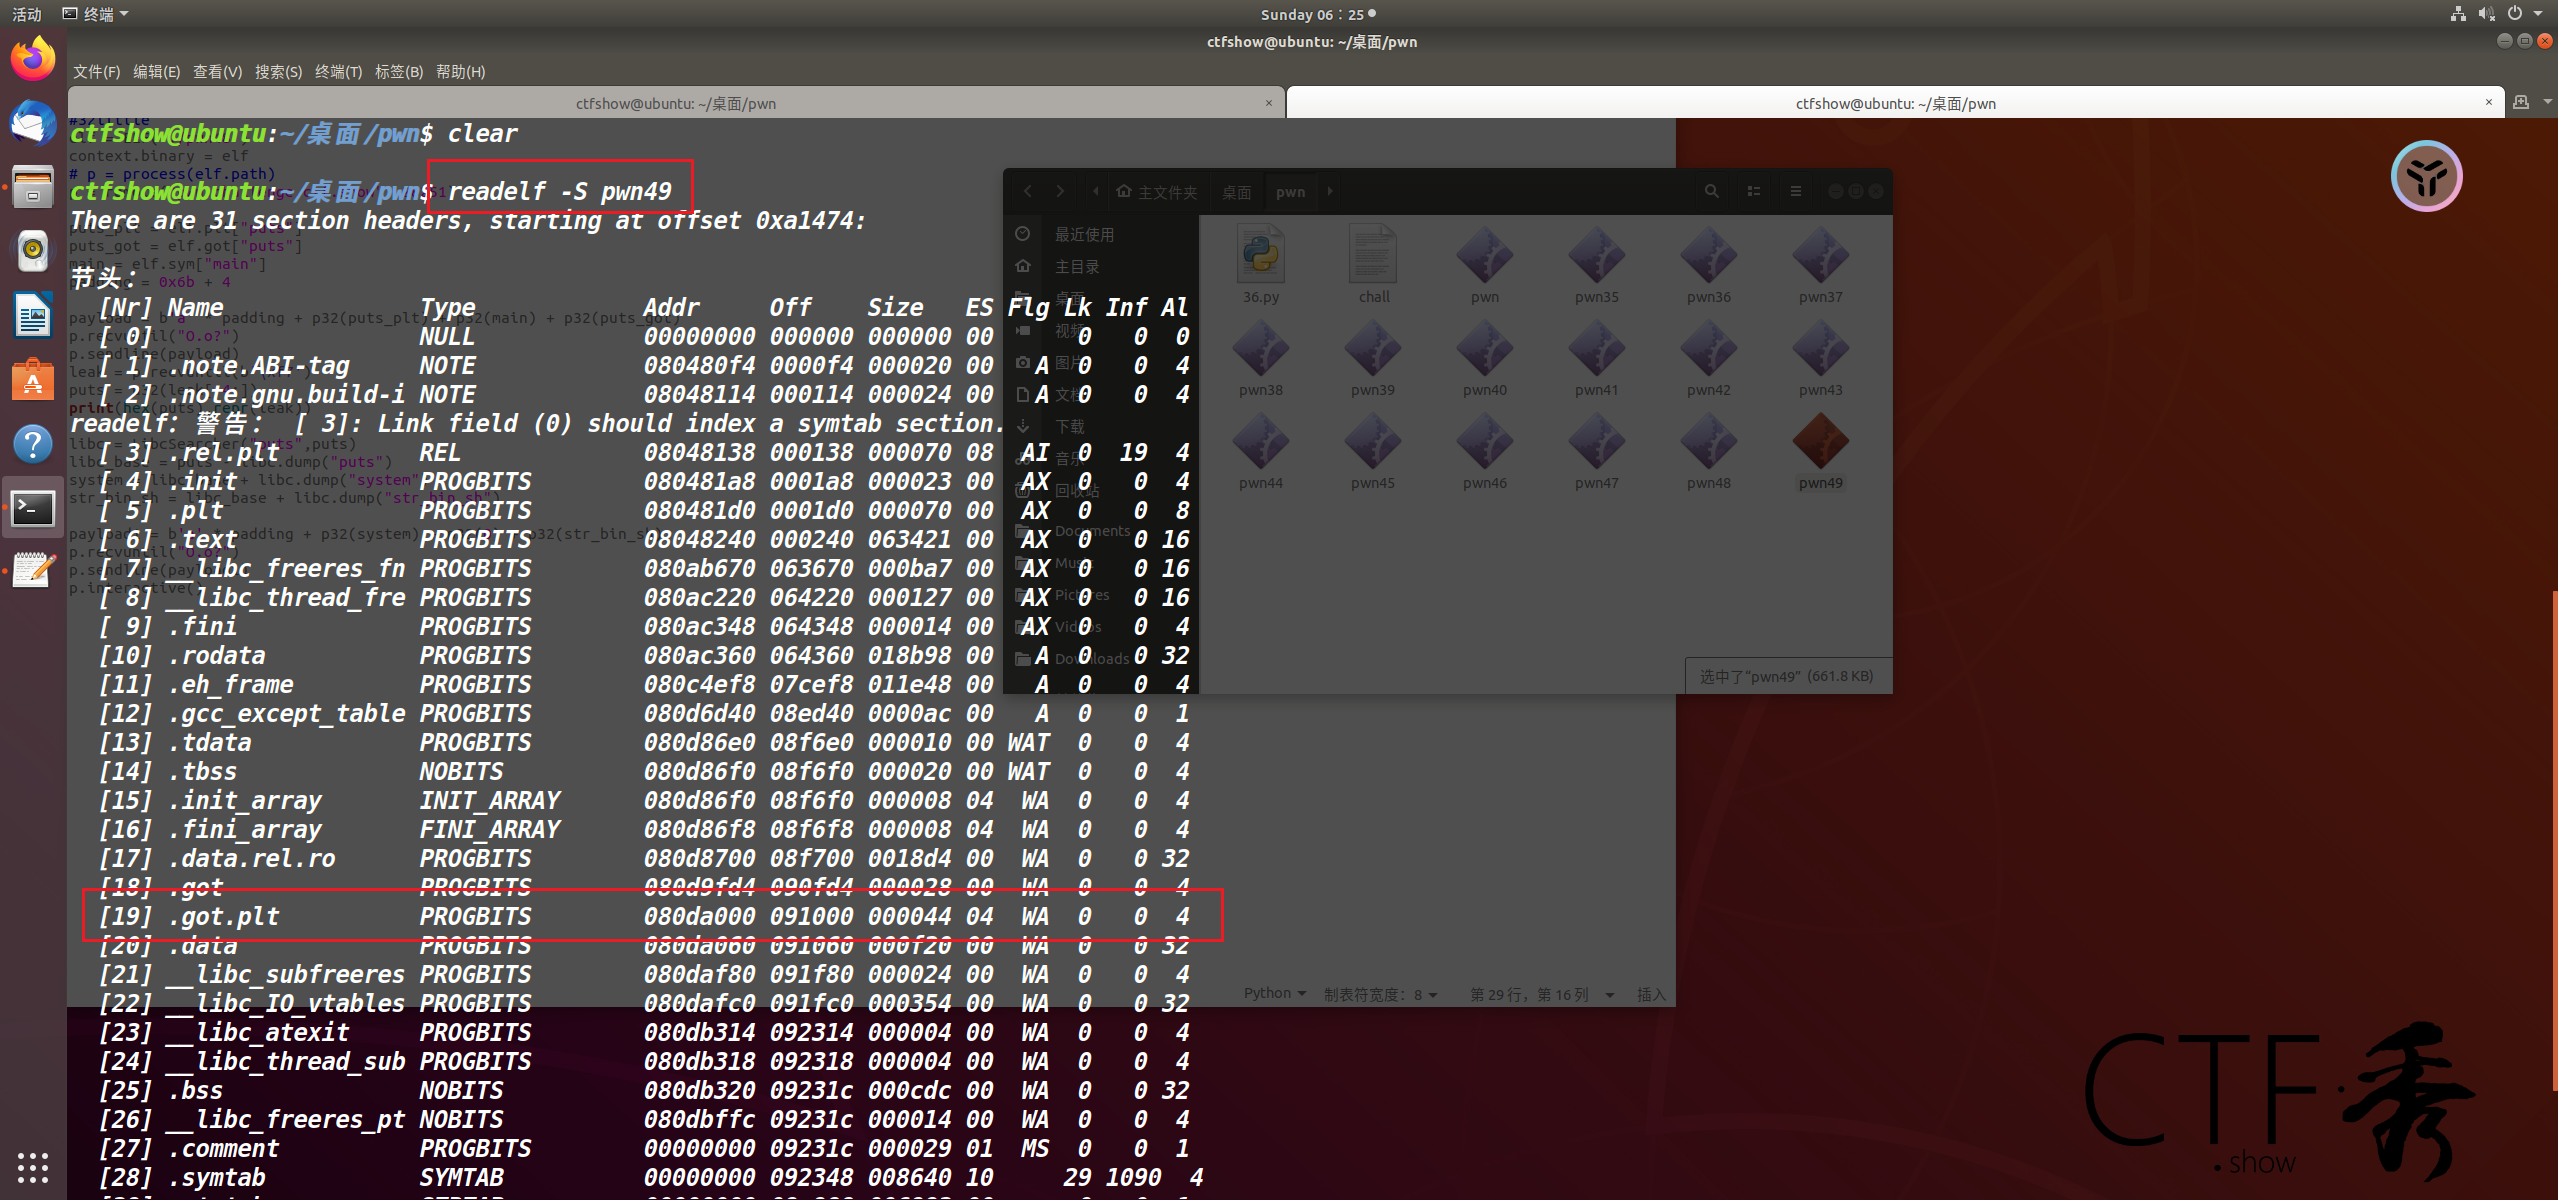 活动 终端
Sunday 06：25
ctfshow@ubuntu: ~/桌面/pwn
文件(F) 编辑(E) 查看(V) 搜索(S) 终端(T) 标签(B) 帮助(H)
ctfshow@ubuntu: ~/桌面/pwn × ctfshow@ubuntu: ~/桌面/pwn ×
ctfshow@ubuntu:~/桌面/pwn$ clear
context.binary = elf
# p = process(elf.path)
ctfshow@ubuntu:~/桌面/pwn$ readelf -S pwn49
There are 31 section headers, starting at offset 0xa1474:
puts_got = elf.got["puts"]
main = elf.sym["main"]
节头：
= 0x6b + 4
[Nr] Name Type Addr Off Size ES Flg Lk Inf Al
[ 0] NULL 00000000 000000 000000 00 0 0 0
[ 1] .note.ABI-tag NOTE 080480f4 0000f4 000020 00 A 0 0 4
[ 2] .note.gnu.build-i NOTE 08048114 000114 000024 00 A 0 0 4
readelf: 警告： [ 3]: Link field (0) should index a symtab section.
[ 3] .rel.plt REL 08048138 000138 000070 08 AI 0 19 4
[ 4] .init PROGBITS 080481a8 0001a8 000023 00 AX 0 0 4
[ 5] .plt PROGBITS 080481d0 0001d0 000070 00 AX 0 0 8
[ 6] .text PROGBITS 08048240 000240 063421 00 AX 0 0 16
[ 7] __libc_freeres_fn PROGBITS 080ab670 063670 000ba7 00 AX 0 0 16
[ 8] __libc_thread_fre PROGBITS 080ac220 064220 000127 00 AX 0 0 16
[ 9] .fini PROGBITS 080ac348 064348 000014 00 AX 0 0 4
[10] .rodata PROGBITS 080ac360 064360 018b98 00 A 0 0 32
[11] .eh_frame PROGBITS 080c4ef8 07cef8 011e48 00 A 0 0 4
[12] .gcc_except_table PROGBITS 080d6d40 08ed40 0000ac 00 A 0 0 1
[13] .tdata PROGBITS 080d86e0 08f6e0 000010 00 WAT 0 0 4
[14] .tbss NOBITS 080d86f0 08f6f0 000020 00 WAT 0 0 4
[15] .init_array INIT_ARRAY 080d86f0 08f6f0 000008 04 WA 0 0 4
[16] .fini_array FINI_ARRAY 080d86f8 08f6f8 000008 04 WA 0 0 4
[17] .data.rel.ro PROGBITS 080d8700 08f700 0018d4 00 WA 0 0 32
[18] .got PROGBITS 080d9fd4 090fd4 000028 00 WA 0 0 4
[19] .got.plt PROGBITS 080da000 091000 000044 04 WA 0 0 4
[20] .data PROGBITS 080da060 091060 000f20 00 WA 0 0 32
[21] __libc_subfreeres PROGBITS 080daf80 091f80 000024 00 WA 0 0 4
[22] __libc_IO_vtables PROGBITS 080dafc0 091fc0 000354 00 WA 0 0 32
[23] __libc_atexit PROGBITS 080db314 092314 000004 00 WA 0 0 4
[24] __libc_thread_sub PROGBITS 080db318 092318 000004 00 WA 0 0 4
[25] .bss NOBITS 080db320 09231c 000cdc 00 WA 0 0 32
[26] __libc_freeres_pt NOBITS 080dbffc 09231c 000014 00 WA 0 0 4
[27] .comment PROGBITS 00000000 09231c 000029 01 MS 0 0 1
[28] .symtab SYMTAB 00000000 092348 008640 10 29 1090 4
主文件夹 桌面 pwn
最近使用
主目录
桌面
视频
图片
文档
下载
音乐
回收站
Documents
Music
Pictures
Videos
Downloads
36.py chall pwn pwn35 pwn36 pwn37
pwn38 pwn39 pwn40 pwn41 pwn42 pwn43
pwn44 pwn45 pwn46 pwn47 pwn48 pwn49
选中了"pwn49" (661.8 KB)
Python 制表符宽度：8 第 29 行，第 16 列 插入
CTF秀
.show